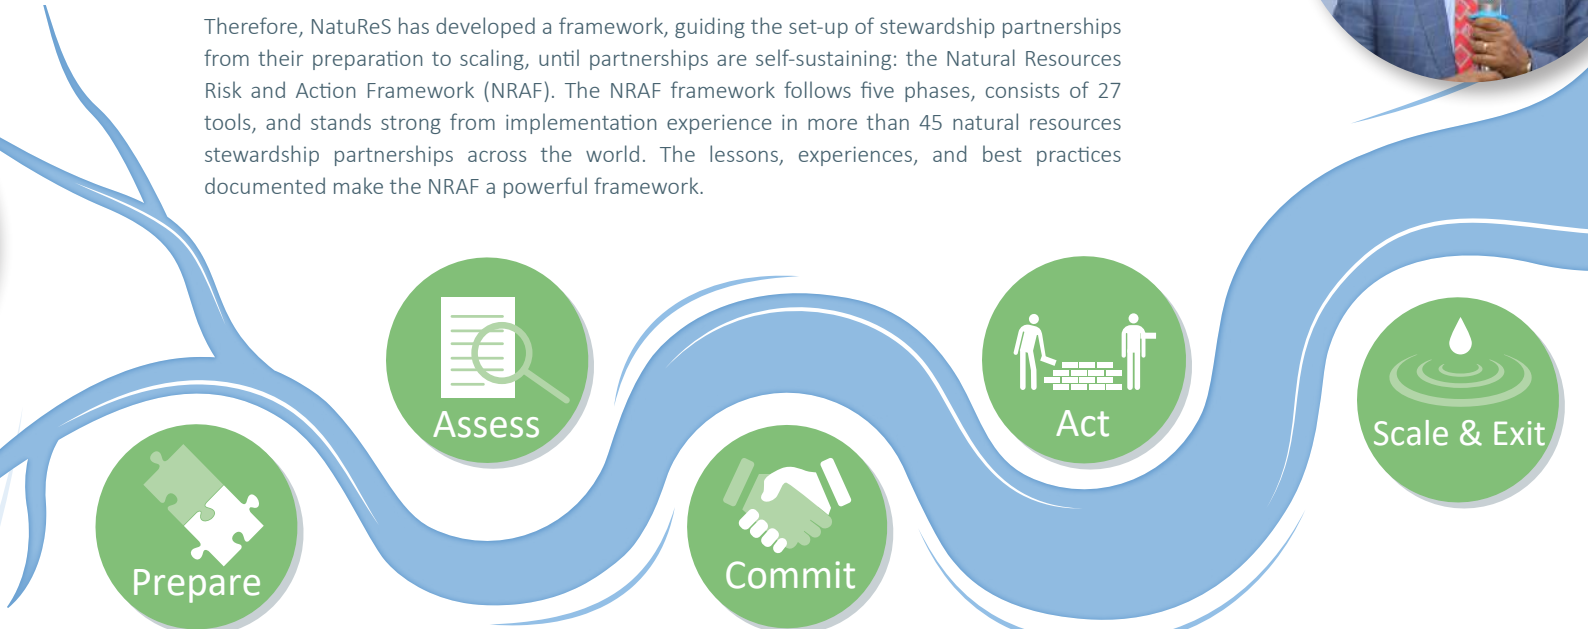 Therefore, NatuReS has developed a framework, guiding the set-up of stewardship partnerships
from their preparation to scaling, until partnerships are self-sustaining: the Natural Resources
Risk and Action Framework (NRAF). The NRAF framework follows five phases, consists of 27
tools, and stands strong from implementation experience in more than 45 natural resources
stewardship partnerships across the world. The lessons, experiences, and best practices
documented make the NRAF a powerful framework.
Prepare
Assess
Commit
Act
Scale & Exit